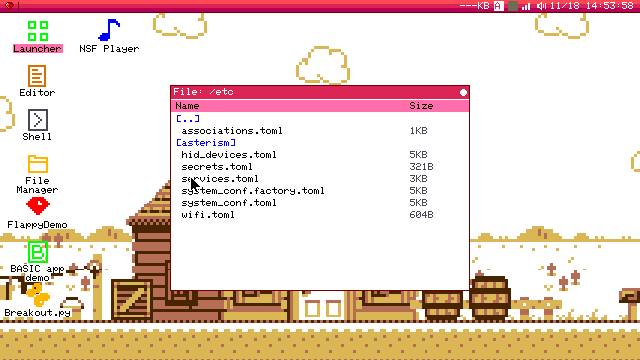 ---KB A 11/18 14:53:58
Launcher
NSF Player
Editor
Shell
File
Manager
FlappyDemo
BASIC app
demo
Breakout.py
File: /etc
Name Size
[..]
associations.toml 1KB
[asterism]
hid_devices.toml 5KB
secrets.toml 321B
services.toml 3KB
system_conf.factory.toml 5KB
system_conf.toml 5KB
wifi.toml 604B